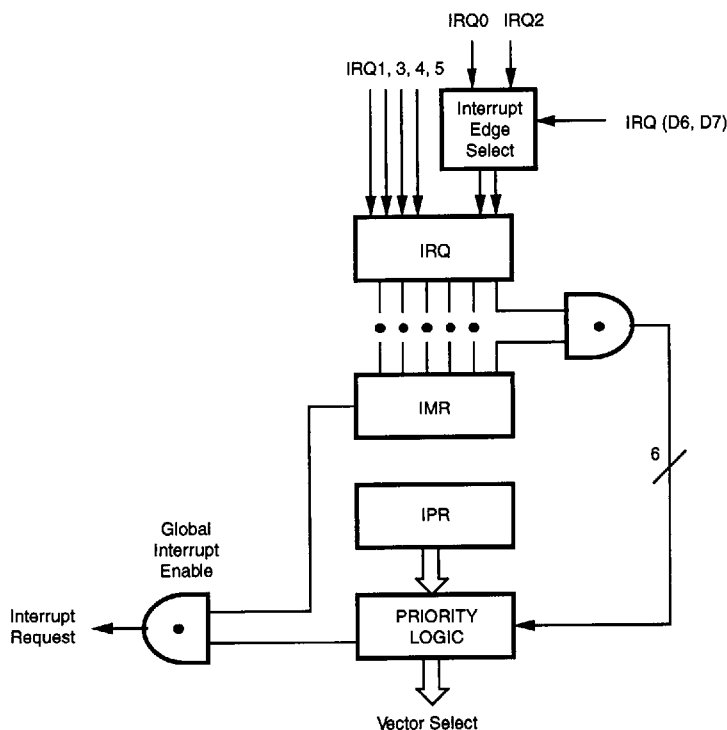 IRQ0 IRQ2
IRQ1, 3, 4, 5
Interrupt
Edge
Select
IRQ (D6, D7)
IRQ
IMR
6
IPR
Global
Interrupt
Enable
Interrupt
Request
PRIORITY
LOGIC
Vector Select